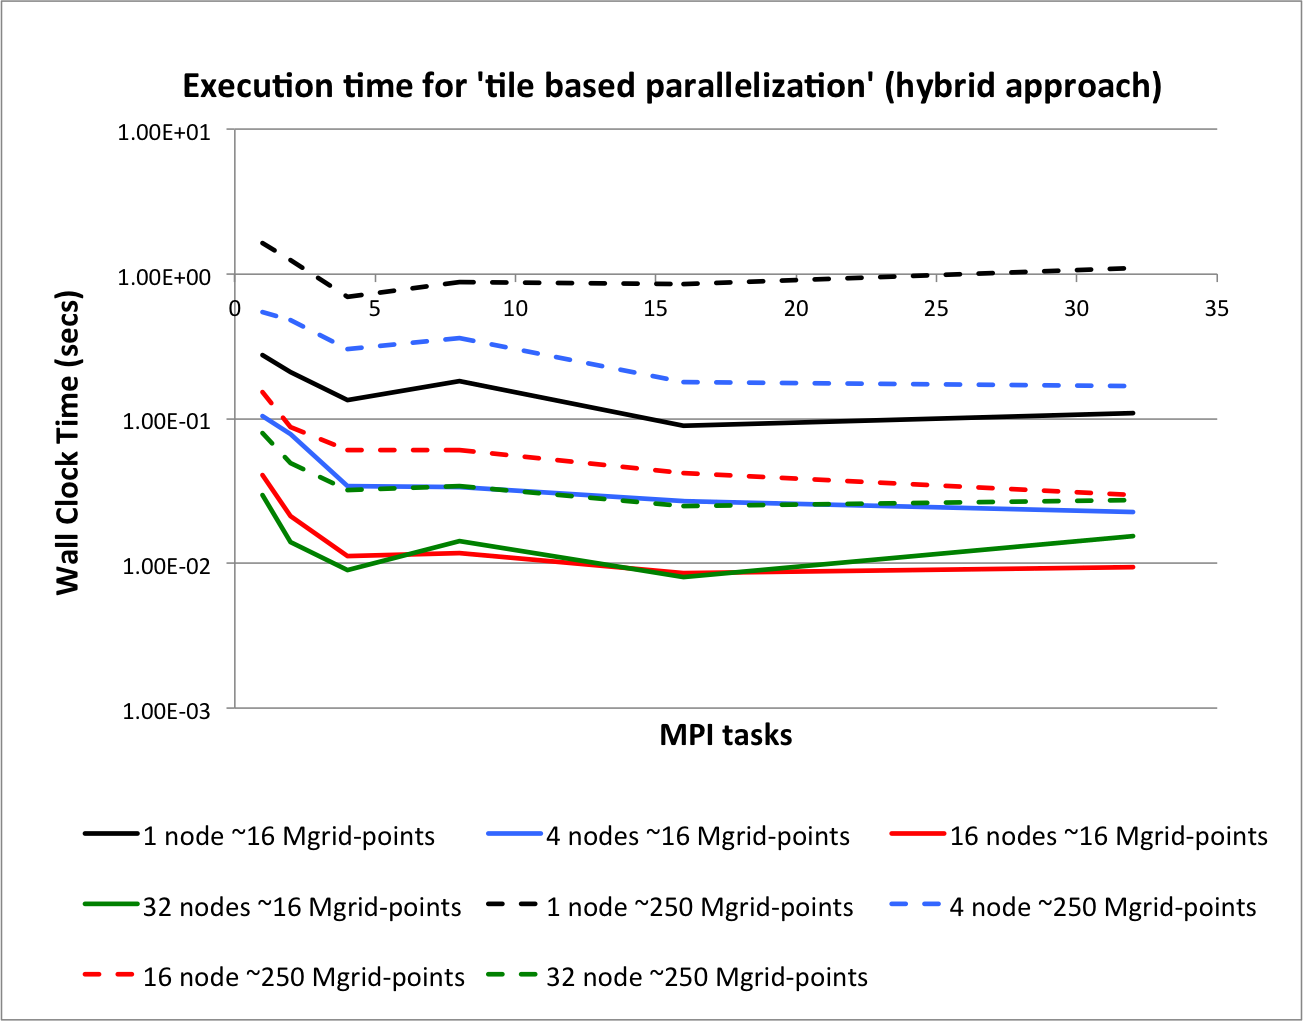 Execution time for 'tile based parallelization' (hybrid approach)
1.00E+01
1.00E+00
1.00E-01
1.00E-02
1.00E-03
0 5 10 15 20 25 30 35
Wall Clock Time (secs)
MPI tasks
1 node ~16 Mgrid-points 4 nodes ~16 Mgrid-points 16 nodes ~16 Mgrid-points
32 nodes ~16 Mgrid-points 1 node ~250 Mgrid-points 4 node ~250 Mgrid-points
16 node ~250 Mgrid-points 32 node ~250 Mgrid-points